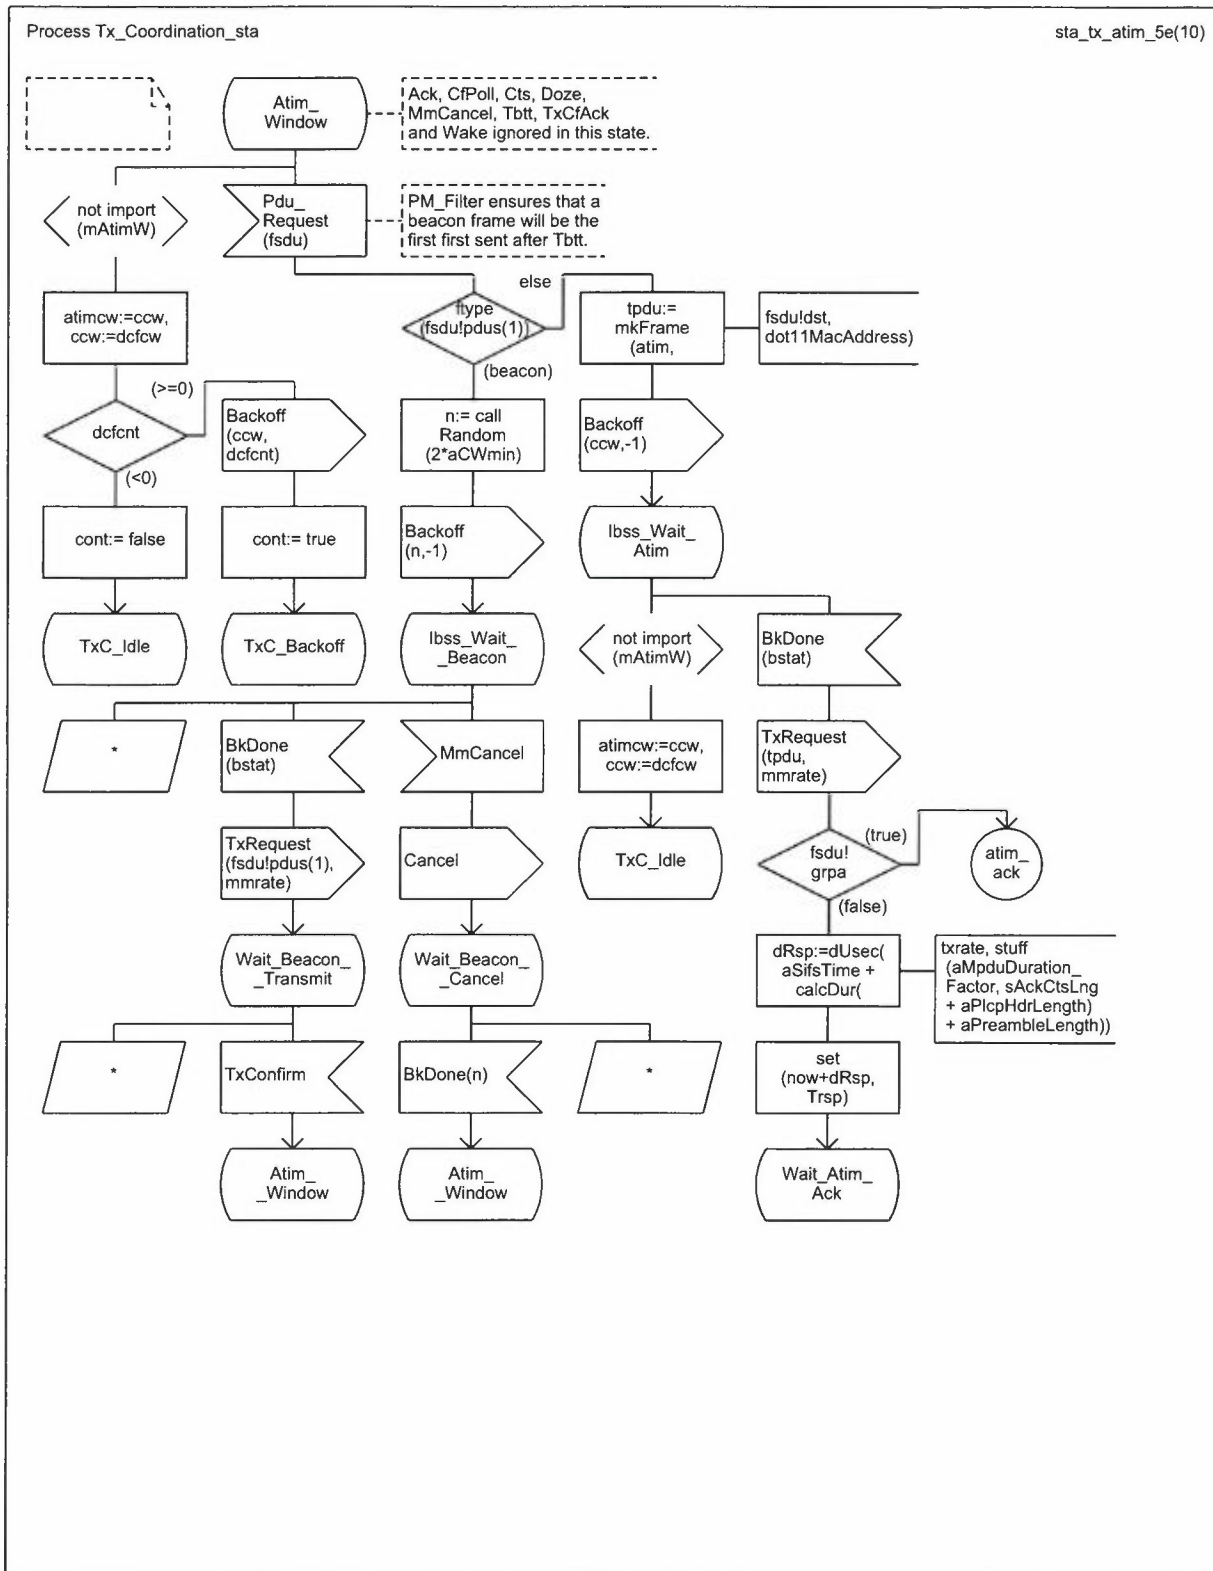 Process Tx_Coordination_sta
sta_tx_atim_5e(10)
Atim_
_Window
Ack, CfPoll, Cts, Doze,
MmCancel, Tbtt, TxCfAck
and Wake ignored in this state.
not import
(mAtimW)
Pdu_
_Request
(fsdu)
PM_Filter ensures that a
beacon frame will be the
first first sent after Tbtt.
else
atimcw:=ccw,
ccw:=dcfcw
ftype
(fsdu!pdus(1))
tpdu:=
mkFrame
(atim,
fsdu!dst,
dot11MacAddress)
(beacon)
(>=0)
dcfcnt
Backoff
(ccw,
dcfcnt)
n:= call
Random
(2*aCWmin)
Backoff
(ccw,-1)
(<0)
cont:= false
cont:= true
Backoff
(n,-1)
Ibss_Wait_
_Atim
TxC_Idle
TxC_Backoff
Ibss_Wait_
_Beacon
not import
(mAtimW)
BkDone
(bstat)
*
BkDone
(bstat)
MmCancel
atimcw:=ccw,
ccw:=dcfcw
TxRequest
(tpdu,
mmrate)
TxRequest
(fsdu!pdus(1),
mmrate)
Cancel
TxC_Idle
fsdu!
grpa
(true)
atim_
_ack
(false)
Wait_Beacon_
_Transmit
Wait_Beacon_
_Cancel
dRsp:=dUsec(
aSifsTime +
calcDur(
txrate, stuff
(aMpduDuration_
_Factor, sAckCtsLng
+ aPlcpHdrLength)
+ aPreambleLength))
*
TxConfirm
BkDone(n)
*
set
(now+dRsp,
Trsp)
Atim_
_Window
Atim_
_Window
Wait_Atim_
_Ack